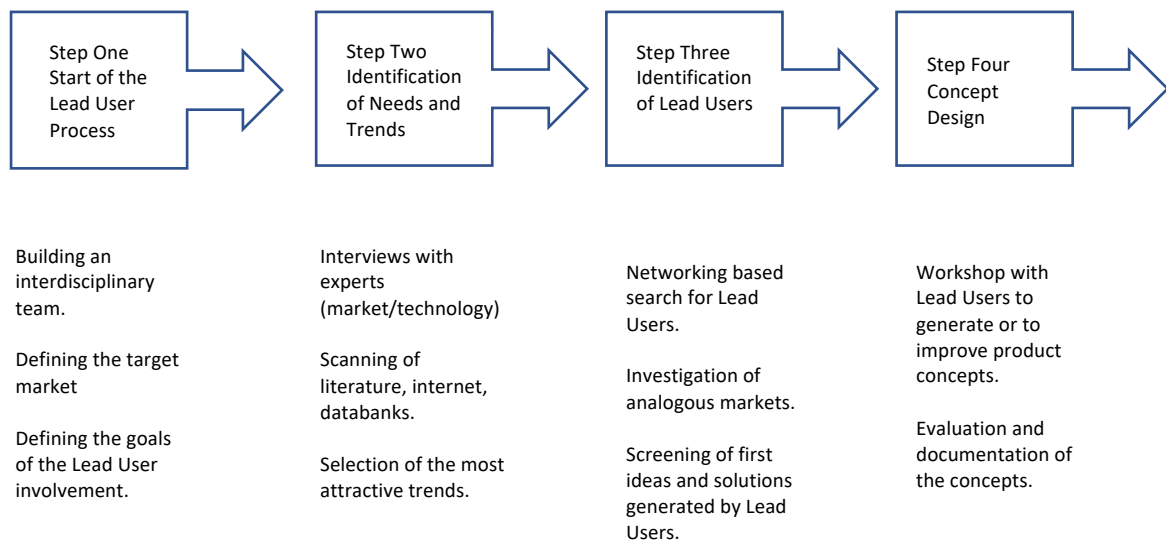 Step One
Start of the
Lead User
Process
Step Two
Identification
of Needs and
Trends
Step Three
Identification
of Lead Users
Step Four
Concept
Design
Building an
interdisciplinary
team.
Defining the target
market
Defining the goals
of the Lead User
involvement.
Interviews with
experts
(market/technology)
Scanning of
literature, internet,
databanks.
Selection of the most
attractive trends.
Networking based
search for Lead
Users.
Investigation of
analogous markets.
Screening of first
ideas and solutions
generated by Lead
Users.
Workshop with
Lead Users to
generate or to
improve product
concepts.
Evaluation and
documentation of
the concepts.